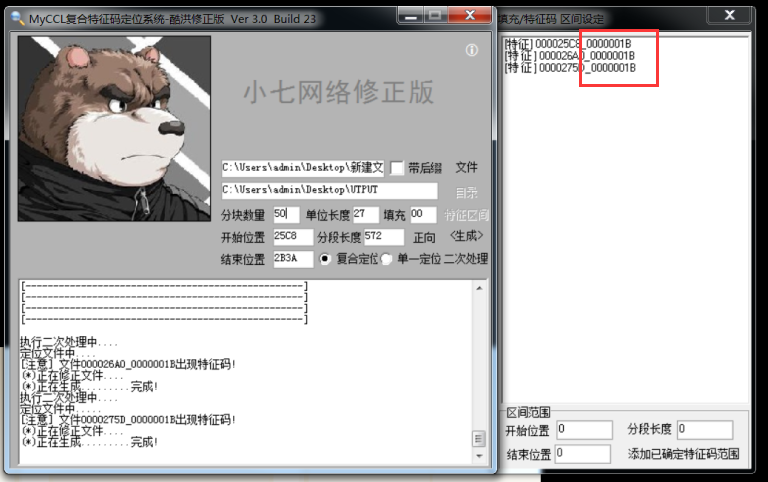 MyCCL复合特征码定位系统-酷洪修正版 Ver 3.0 Build 23
小七网络修正版
C:\Users\admin\Desktop\新建文 带后缀 文件
C:\Users\admin\Desktop\UTPUT 目录
分块数量 50 单位长度 27 填充 00 特征区间
开始位置 25C8 分段长度 572 正向 <生成>
结束位置 2B3A 复合定位 单一定位 二次处理
[--------------------------------------------------]
[--------------------------------------------------]
[--------------------------------------------------]
[--------------------------------------------------]
执行二次处理中....
定位文件中....
[注意] 文件000026A0_0000001B出现特征码!
(*)正在修正文件....
(*)正在生成.........完成!
执行二次处理中....
定位文件中.....
[注意] 文件0000275D_0000001B出现特征码!
(*)正在修正文件....
(*)正在生成.........完成!
填充/特征码 区间设定
[特征] 000025C8_0000001B
[特征] 000026A0_0000001B
[特征] 0000275D_0000001B
区间范围
开始位置 0 分段长度 0
结束位置 0 添加已确定特征码范围